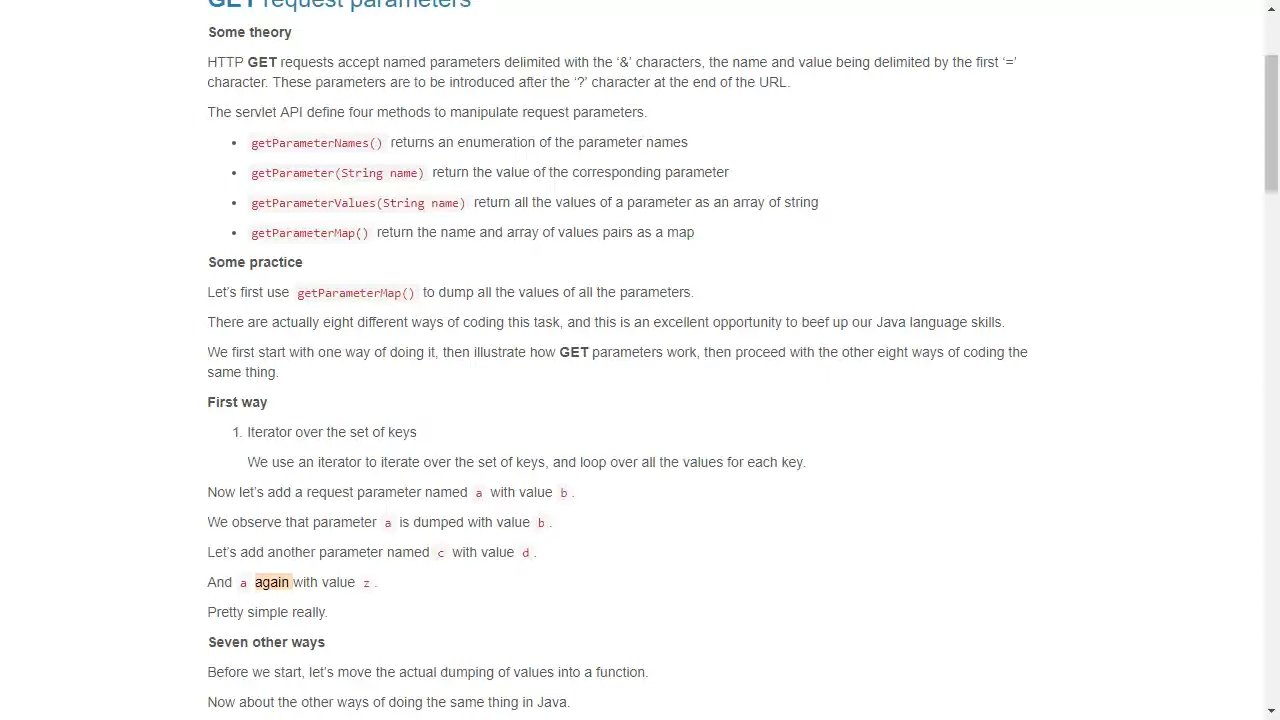 GET request parameters
Some theory
HTTP GET requests accept named parameters delimited with the ‘&’ characters, the name and value being delimited by the first ‘=’
character. These parameters are to be introduced after the ‘?’ character at the end of the URL.
The servlet API define four methods to manipulate request parameters.
• getParameterNames() returns an enumeration of the parameter names
• getParameter(String name) return the value of the corresponding parameter
• getParameterValues(String name) return all the values of a parameter as an array of string
• getParameterMap() return the name and array of values pairs as a map
Some practice
Let’s first use getParameterMap() to dump all the values of all the parameters.
There are actually eight different ways of coding this task, and this is an excellent opportunity to beef up our Java language skills.
We first start with one way of doing it, then illustrate how GET parameters work, then proceed with the other eight ways of coding the
same thing.
First way
1. Iterator over the set of keys
We use an iterator to iterate over the set of keys, and loop over all the values for each key.
Now let’s add a request parameter named a with value b.
We observe that parameter a is dumped with value b.
Let’s add another parameter named c with value d.
And a again with value z.
Pretty simple really.
Seven other ways
Before we start, let’s move the actual dumping of values into a function.
Now about the other ways of doing the same thing in Java.